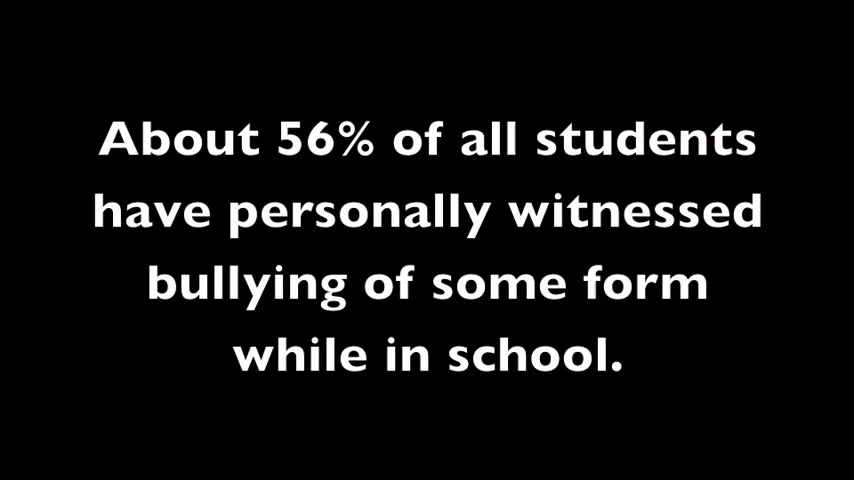 About 56% of all students
have personally witnessed
bullying of some form
while in school.